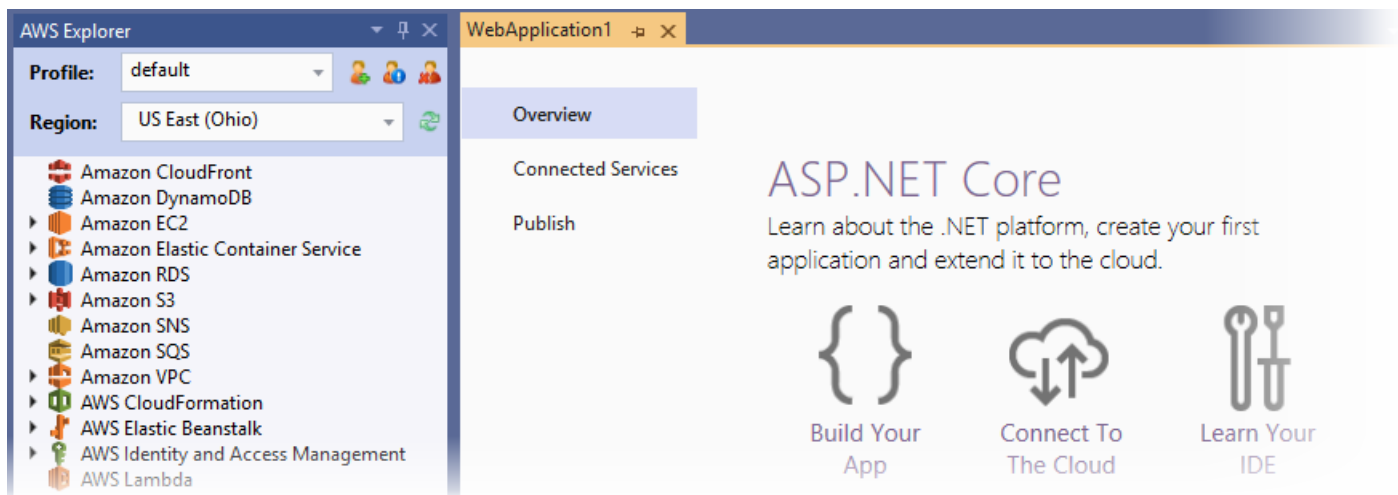 AWS Explorer
Profile: default
Region: US East (Ohio)
Amazon CloudFront
Amazon DynamoDB
Amazon EC2
Amazon Elastic Container Service
Amazon RDS
Amazon S3
Amazon SNS
Amazon SQS
Amazon VPC
AWS CloudFormation
AWS Elastic Beanstalk
AWS Identity and Access Management
AWS Lambda
WebApplication1
Overview
Connected Services
Publish
ASP.NET Core
Learn about the .NET platform, create your first
application and extend it to the cloud.
Build Your
App
Connect To
The Cloud
Learn Your
IDE